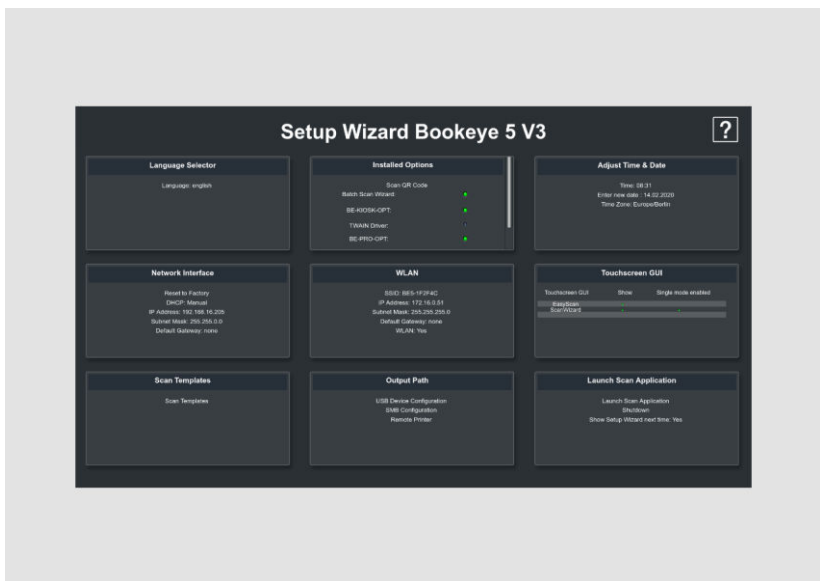 Setup Wizard Bookeye 5 V3
?
Language Selector
Language: english
Installed Options
Scan QR Code
Batch Scan Wizard:
BE-KIOSK-OPT:
TWAIN Driver:
BE-PRO-OPT:
Adjust Time & Date
Time: 08:31
Enter new date : 14.02.2020
Time Zone: Europe/Berlin
Network Interface
Reset to Factory
DHCP: Manual
IP Address: 192.168.16.205
Subnet Mask: 255.255.0.0
Default Gateway: none
WLAN
SSID: BE5-1F2F4C
IP Address: 172.16.0.51
Subnet Mask: 255.255.255.0
Default Gateway: none
WLAN: Yes
Touchscreen GUI
Touchscreen GUI Show Single mode enabled
EasyScan
ScanWizard
Scan Templates
Scan Templates
Output Path
USB Device Configuration
SMB Configuration
Remote Printer
Launch Scan Application
Launch Scan Application
Shutdown
Show Setup Wizard next time: Yes